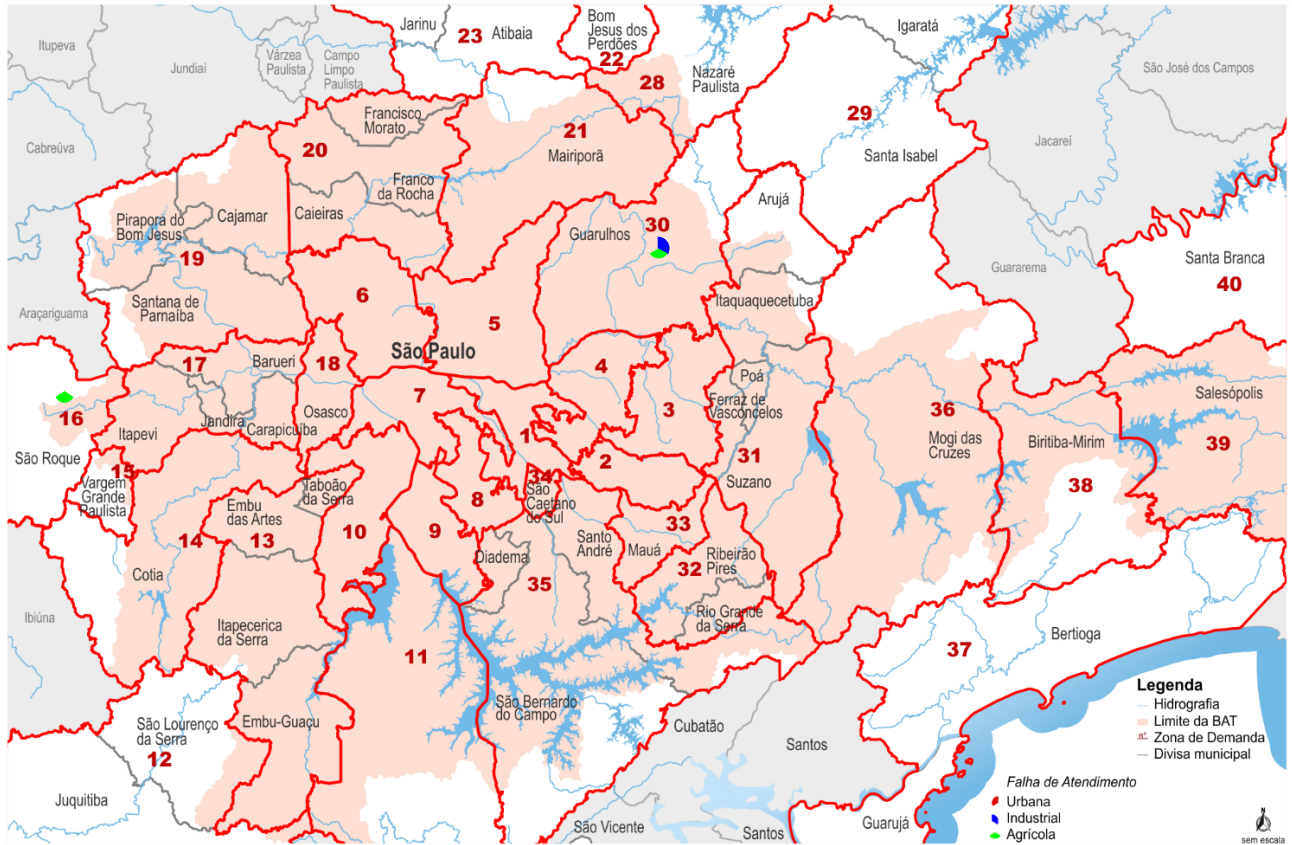 Jarinu
23
Atibaia
Bom
Jesus dos
Perdões
22
Igaratá
Itupeva
Jundiaí
Várzea
Paulista
Campo
Limpo
Paulista
28
Nazaré
Paulista
São José dos Campos
Francisco
Morato
21
Mairiporã
29
Santa Isabel
Jacareí
Cabreúva
20
Franco
da Rocha
Caieiras
Cajamar
Pirapora do
Bom Jesus
19
Arujá
30
Guarulhos
Guararema
Santa Branca
40
Santana de
Parnaíba
6
5
Itaquaquecetuba
Araçariguama
São Paulo
17
Barueri
18
4
Poá
Ferraz de
Vasconcelos
3
7
16
Itapevi
Jandira
Carapicuíba
Osasco
1
2
36
Mogi das
Cruzes
Biritiba-Mirim
Salesópolis
39
38
São Roque
15
Vargem
Grande
Paulista
Taboão
da Serra
Embu
das Artes
13
14
10
9
8
34
São
Caetano
do Sul
31
Suzano
33
Mauá
Santo
André
Diadema
35
32
Ribeirão
Pires
Rio Grande
da Serra
Cotia
Ibiúna
Itapecerica
da Serra
11
37
Bertioga
São Bernardo
do Campo
Cubatão
Santos
São Lourenço
da Serra
12
Embu-Guaçu
Juquitiba
São Vicente
Santos
Guarujá
Legenda
Hidrografia
Limite da BAT
nº Zona de Demanda
Divisa municipal
Falha de Atendimento
Urbana
Industrial
Agrícola
N
sem escala